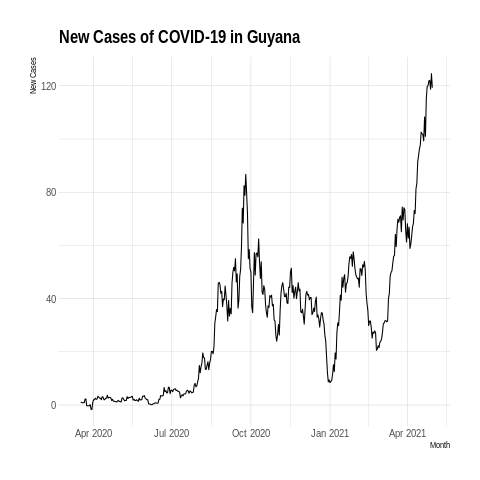 New Cases of COVID-19 in Guyana
New Cases
120
80
40
0
Apr 2020 Jul 2020 Oct 2020 Jan 2021 Apr 2021
Month